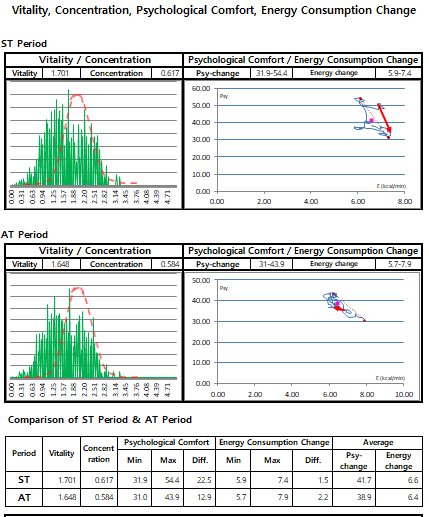 Vitality, Concentration, Psychological Comfort, Energy Consumption Change
ST Period
Vitality / Concentration Psychological Comfort / Energy Consumption Change
Vitality 1.701 Concentration 0.617 Psy-change 31.9-54.4 Energy change 5.9-7.4
60.00
Psy
50.00
40.00
30.00
20.00
10.00
E (kcal/min)
0.00
0.00 0.31 0.63 0.94 1.25 1.57 1.88 2.20 2.51 2.82 3.14 3.45 3.76 4.08 4.39 4.71
0.00 2.00 4.00 6.00 8.00
AT Period
Vitality / Concentration Psychological Comfort / Energy Consumption Change
Vitality 1.648 Concentration 0.584 Psy-change 31-43.9 Energy change 5.7-7.9
50.00
Psy
40.00
30.00
20.00
10.00
E (kcal/min)
0.00
0.00 0.31 0.63 0.94 1.25 1.57 1.88 2.20 2.51 2.82 3.14 3.45 3.76 4.08 4.39 4.71
0.00 2.00 4.00 6.00 8.00 10.00
Comparison of ST Period & AT Period
Period Vitality Concent ration Psychological Comfort Energy Consumption Change Average
Min Max Diff. Min Max Diff. Psy-change Energy change
ST 1.701 0.617 31.9 54.4 22.5 5.9 7.4 1.5 41.7 6.6
AT 1.648 0.584 31.0 43.9 12.9 5.7 7.9 2.2 38.9 6.4